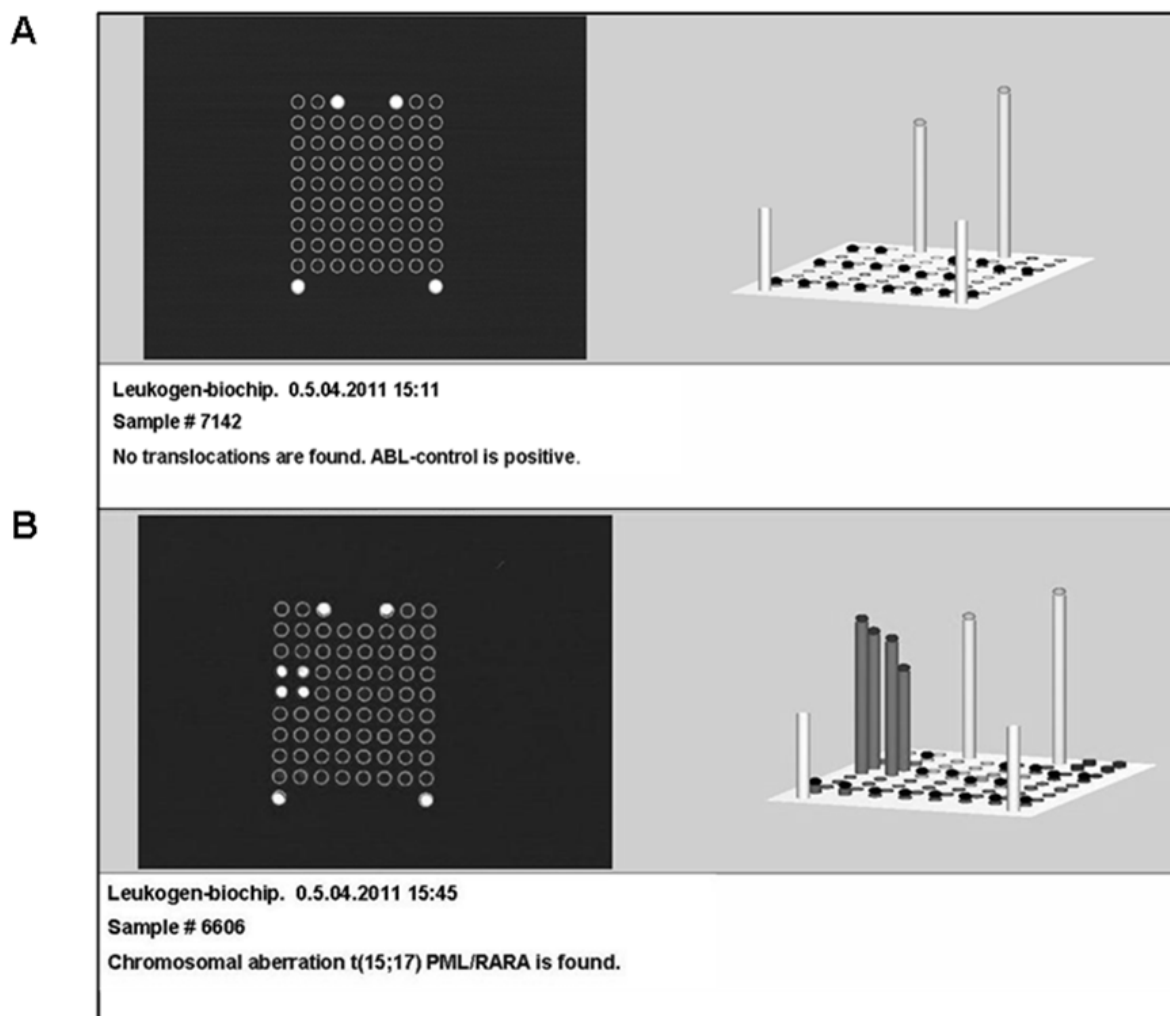 A
Leukogen-biochip. 0.5.04.2011 15:11
Sample # 7142
No translocations are found. ABL-control is positive.
B
Leukogen-biochip. 0.5.04.2011 15:45
Sample # 6606
Chromosomal aberration t(15;17) PML/RARA is found.